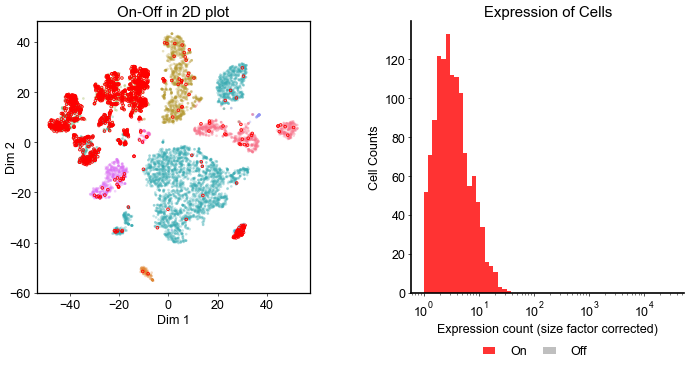 On-Off in 2D plot
Dim 2
40
20
0
−20
−40
−60
−40
−20
0
20
40
Dim 1
Expression of Cells
Cell Counts
120
100
80
60
40
20
0
10^0
10^1
10^2
10^3
10^4
Expression count (size factor corrected)
On
Off